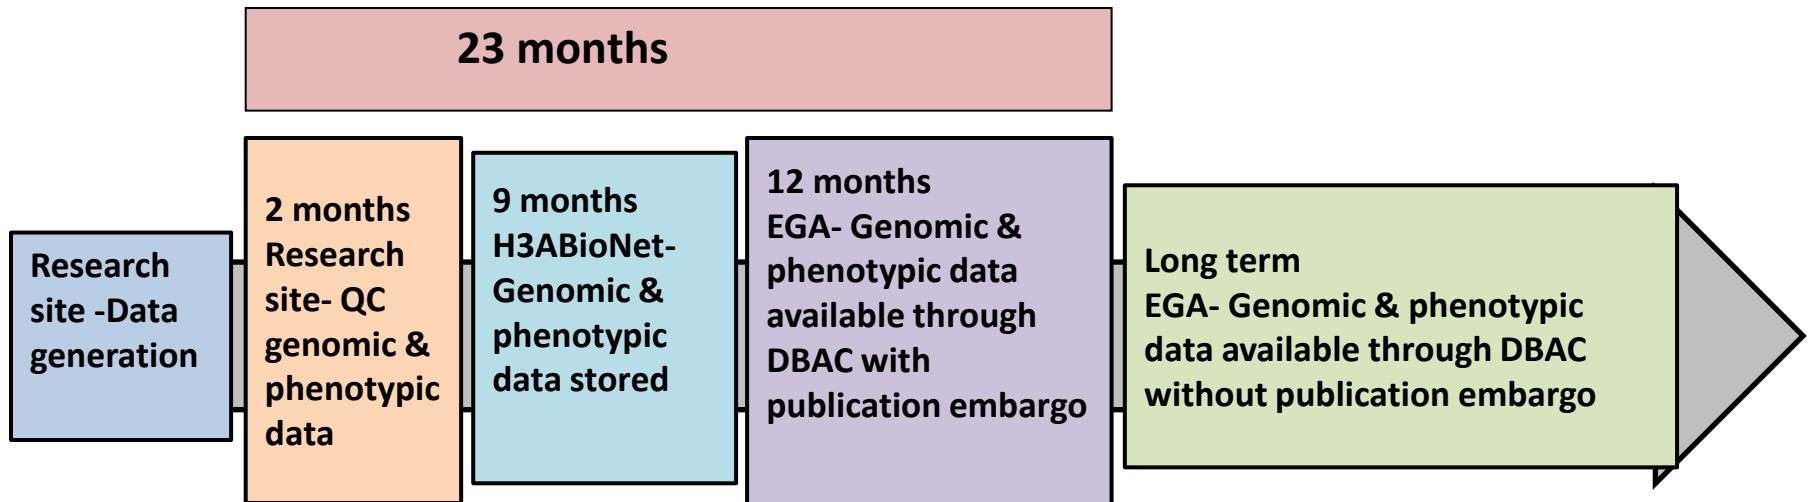 23 months
Research
site -Data
generation
2 months
Research
site- QC
genomic &
phenotypic
data
9 months
H3ABioNet-
Genomic &
phenotypic
data stored
12 months
EGA- Genomic &
phenotypic data
available through
DBAC with
publication embargo
Long term
EGA- Genomic & phenotypic
data available through DBAC
without publication embargo